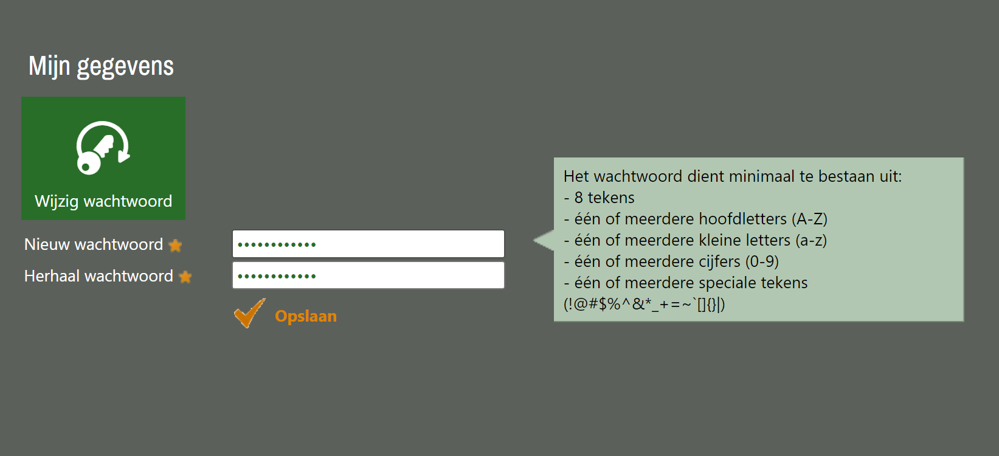 Mijn gegevens
Wijzig wachtwoord
Nieuw wachtwoord
••••••••••••
Herhaal wachtwoord
••••••••••••
Opslaan
Het wachtwoord dient minimaal te bestaan uit:
- 8 tekens
- één of meerdere hoofdletters (A-Z)
- één of meerdere kleine letters (a-z)
- één of meerdere cijfers (0-9)
- één of meerdere speciale tekens
(!@#$%^&*_+=~`[]{}|)